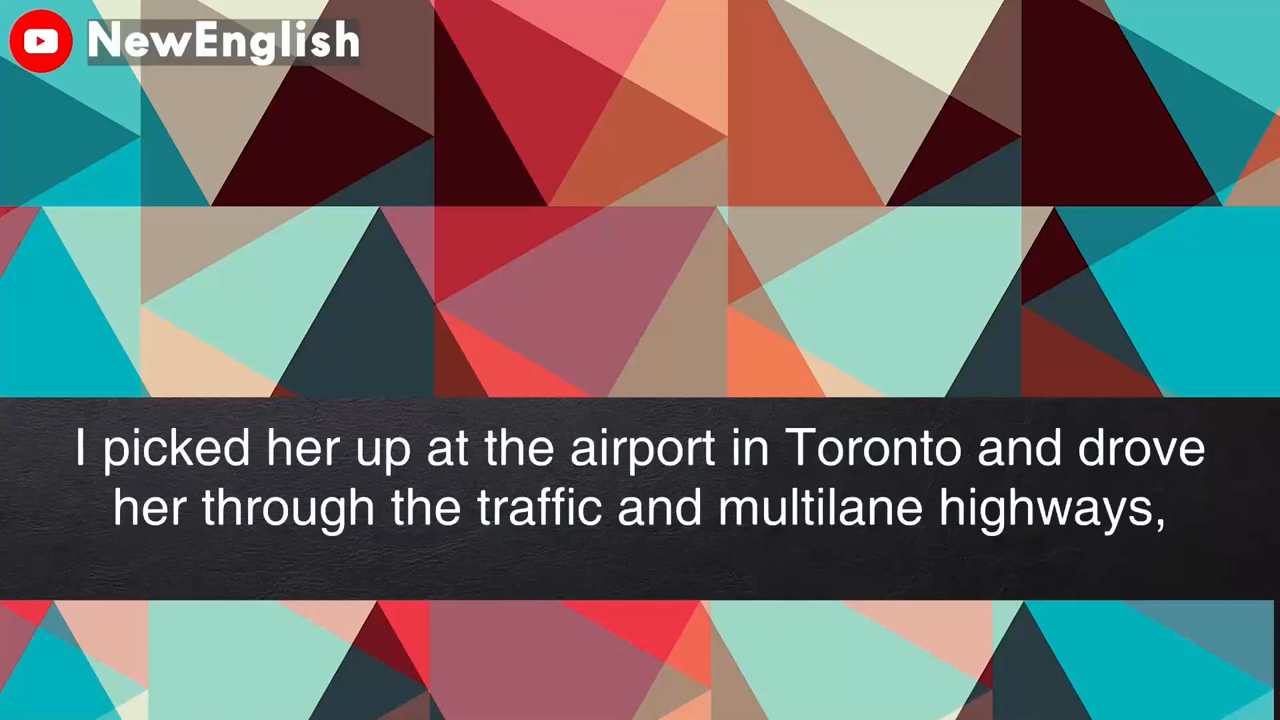 NewEnglish
I picked her up at the airport in Toronto and drove
her through the traffic and multilane highways,